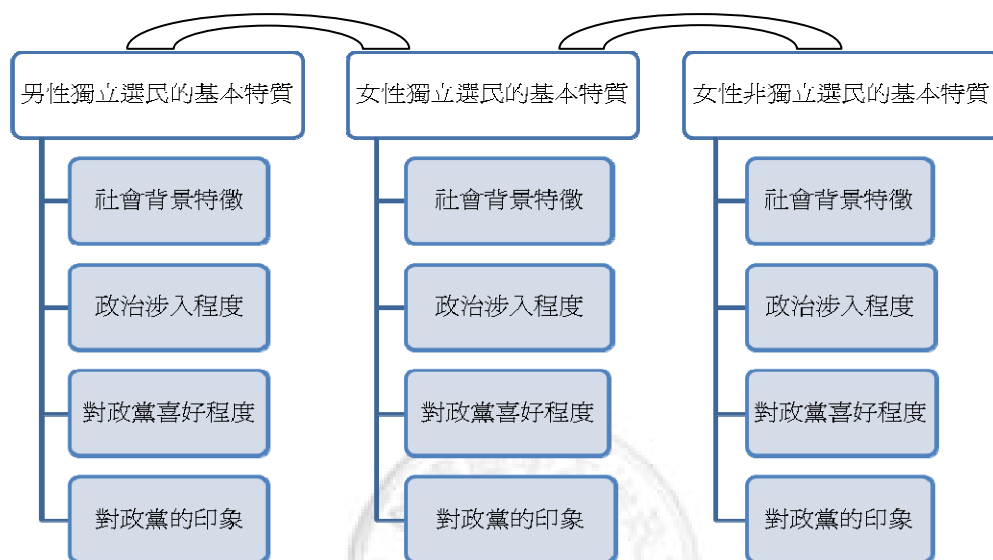 男性獨立選民的基本特質
社會背景特徵
政治涉入程度
對政黨喜好程度
對政黨的印象
女性獨立選民的基本特質
社會背景特徵
政治涉入程度
對政黨喜好程度
對政黨的印象
女性非獨立選民的基本特質
社會背景特徵
政治涉入程度
對政黨喜好程度
對政黨的印象